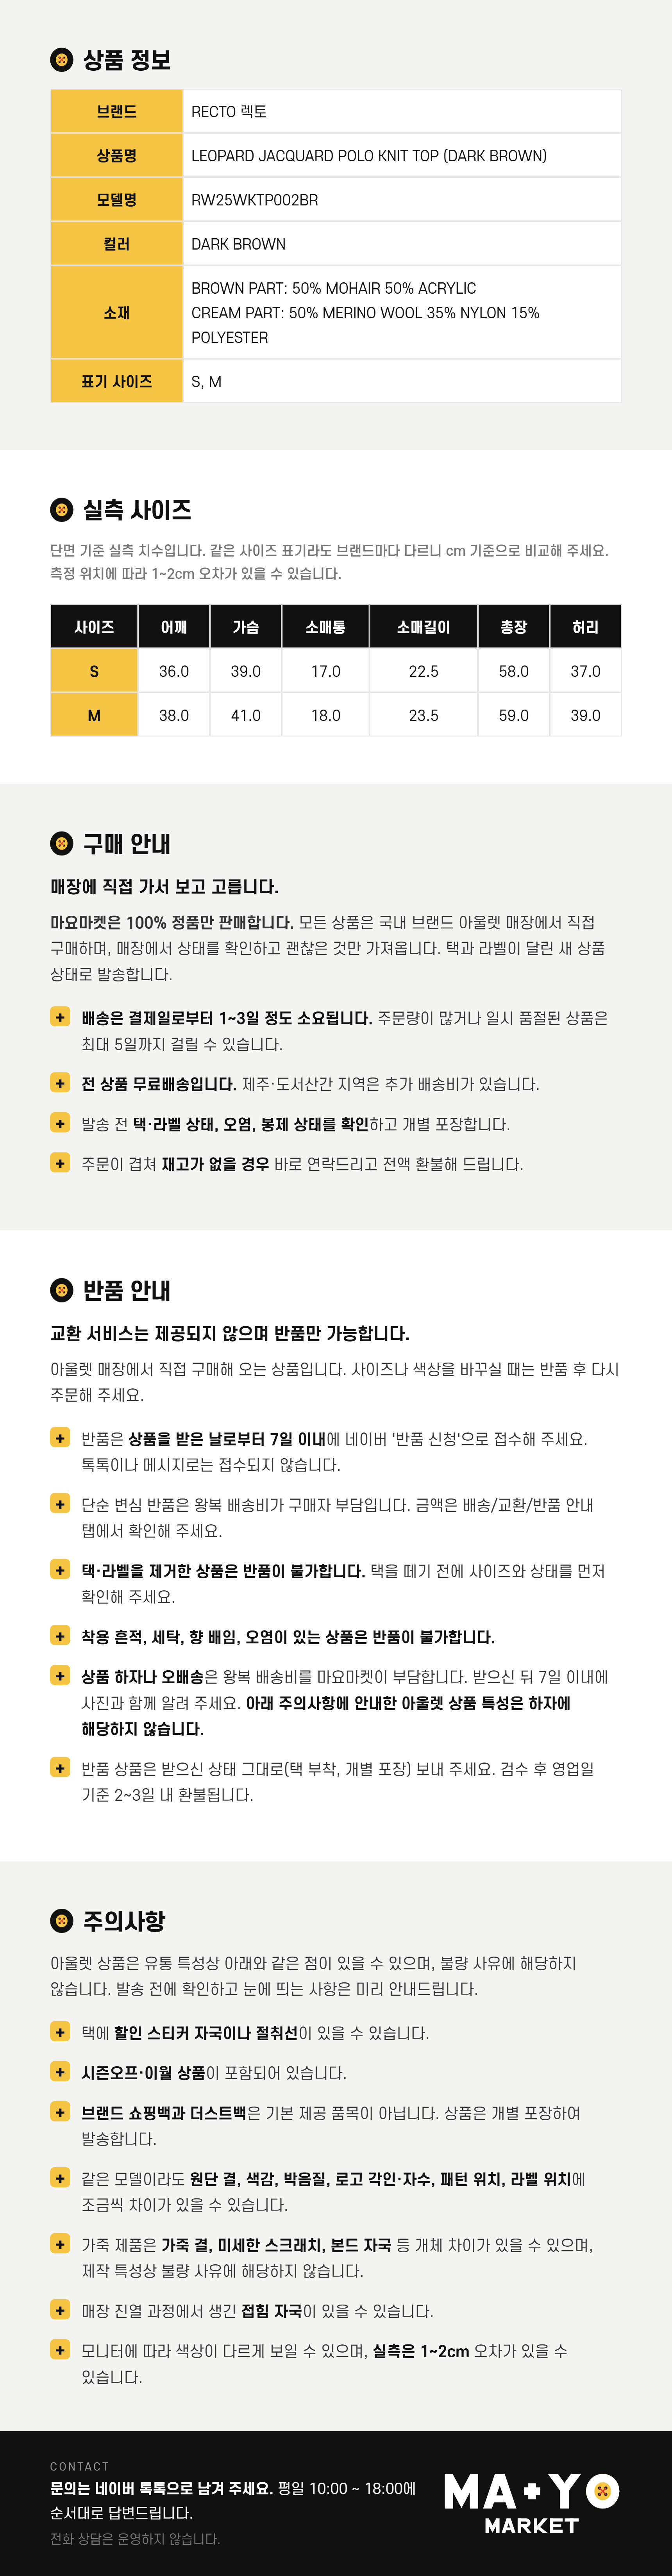 상품 정보
브랜드 RECTO 렉토
상품명 LEOPARD JACQUARD POLO KNIT TOP (DARK BROWN)
모델명 RW25WKTP002BR
컬러 DARK BROWN
소재 BROWN PART: 50% MOHAIR 50% ACRYLIC
CREAM PART: 50% MERINO WOOL 35% NYLON 15%
POLYESTER
표기 사이즈 S, M
실측 사이즈
단면 기준 실측 치수입니다. 같은 사이즈 표기라도 브랜드마다 다르니 cm 기준으로 비교해 주세요.
측정 위치에 따라 1~2cm 오차가 있을 수 있습니다.
사이즈 어깨 가슴 소매통 소매길이 총장 허리
S 36.0 39.0 17.0 22.5 58.0 37.0
M 38.0 41.0 18.0 23.5 59.0 39.0
구매 안내
매장에 직접 가서 보고 고릅니다.
마요마켓은 100% 정품만 판매합니다. 모든 상품은 국내 브랜드 아울렛 매장에서 직접
구매하며, 매장에서 상태를 확인하고 괜찮은 것만 가져옵니다. 택과 라벨이 달린 새 상품
상태로 발송합니다.
+ 배송은 결제일로부터 1~3일 정도 소요됩니다. 주문량이 많거나 일시 품절된 상품은
최대 5일까지 걸릴 수 있습니다.
+ 전 상품 무료배송입니다. 제주·도서산간 지역은 추가 배송비가 있습니다.
+ 발송 전 택·라벨 상태, 오염, 봉제 상태를 확인하고 개별 포장합니다.
+ 주문이 겹쳐 재고가 없을 경우 바로 연락드리고 전액 환불해 드립니다.
반품 안내
교환 서비스는 제공되지 않으며 반품만 가능합니다.
아울렛 매장에서 직접 구매해 오는 상품입니다. 사이즈나 색상을 바꾸실 때는 반품 후 다시
주문해 주세요.
+ 반품은 상품을 받은 날로부터 7일 이내에 네이버 '반품 신청'으로 접수해 주세요.
톡톡이나 메시지로는 접수되지 않습니다.
+ 단순 변심 반품은 왕복 배송비가 구매자 부담입니다. 금액은 배송/교환/반품 안내
탭에서 확인해 주세요.
+ 택·라벨을 제거한 상품은 반품이 불가합니다. 택을 떼기 전에 사이즈와 상태를 먼저
확인해 주세요.
+ 착용 흔적, 세탁, 향 배임, 오염이 있는 상품은 반품이 불가합니다.
+ 상품 하자나 오배송은 왕복 배송비를 마요마켓이 부담합니다. 받으신 뒤 7일 이내에
사진과 함께 알려 주세요. 아래 주의사항에 안내한 아울렛 상품 특성은 하자에
해당하지 않습니다.
+ 반품 상품은 받으신 상태 그대로(택 부착, 개별 포장) 보내 주세요. 검수 후 영업일
기준 2~3일 내 환불됩니다.
주의사항
아울렛 상품은 유통 특성상 아래와 같은 점이 있을 수 있으며, 불량 사유에 해당하지
않습니다. 발송 전에 확인하고 눈에 띄는 사항은 미리 안내드립니다.
+ 택에 할인 스티커 자국이나 절취선이 있을 수 있습니다.
+ 시즌오프·이월 상품이 포함되어 있습니다.
+ 브랜드 쇼핑백과 더스트백은 기본 제공 품목이 아닙니다. 상품은 개별 포장하여
발송합니다.
+ 같은 모델이라도 원단 결, 색감, 박음질, 로고 각인·자수, 패턴 위치, 라벨 위치에
조금씩 차이가 있을 수 있습니다.
+ 가죽 제품은 가죽 결, 미세한 스크래치, 본드 자국 등 개체 차이가 있을 수 있으며,
제작 특성상 불량 사유에 해당하지 않습니다.
+ 매장 진열 과정에서 생긴 접힘 자국이 있을 수 있습니다.
+ 모니터에 따라 색상이 다르게 보일 수 있으며, 실측은 1~2cm 오차가 있을 수
있습니다.
CONTACT
문의는 네이버 톡톡으로 남겨 주세요. 평일 10:00 ~ 18:00에
순서대로 답변드립니다.
전화 상담은 운영하지 않습니다.
MA+YO
MARKET